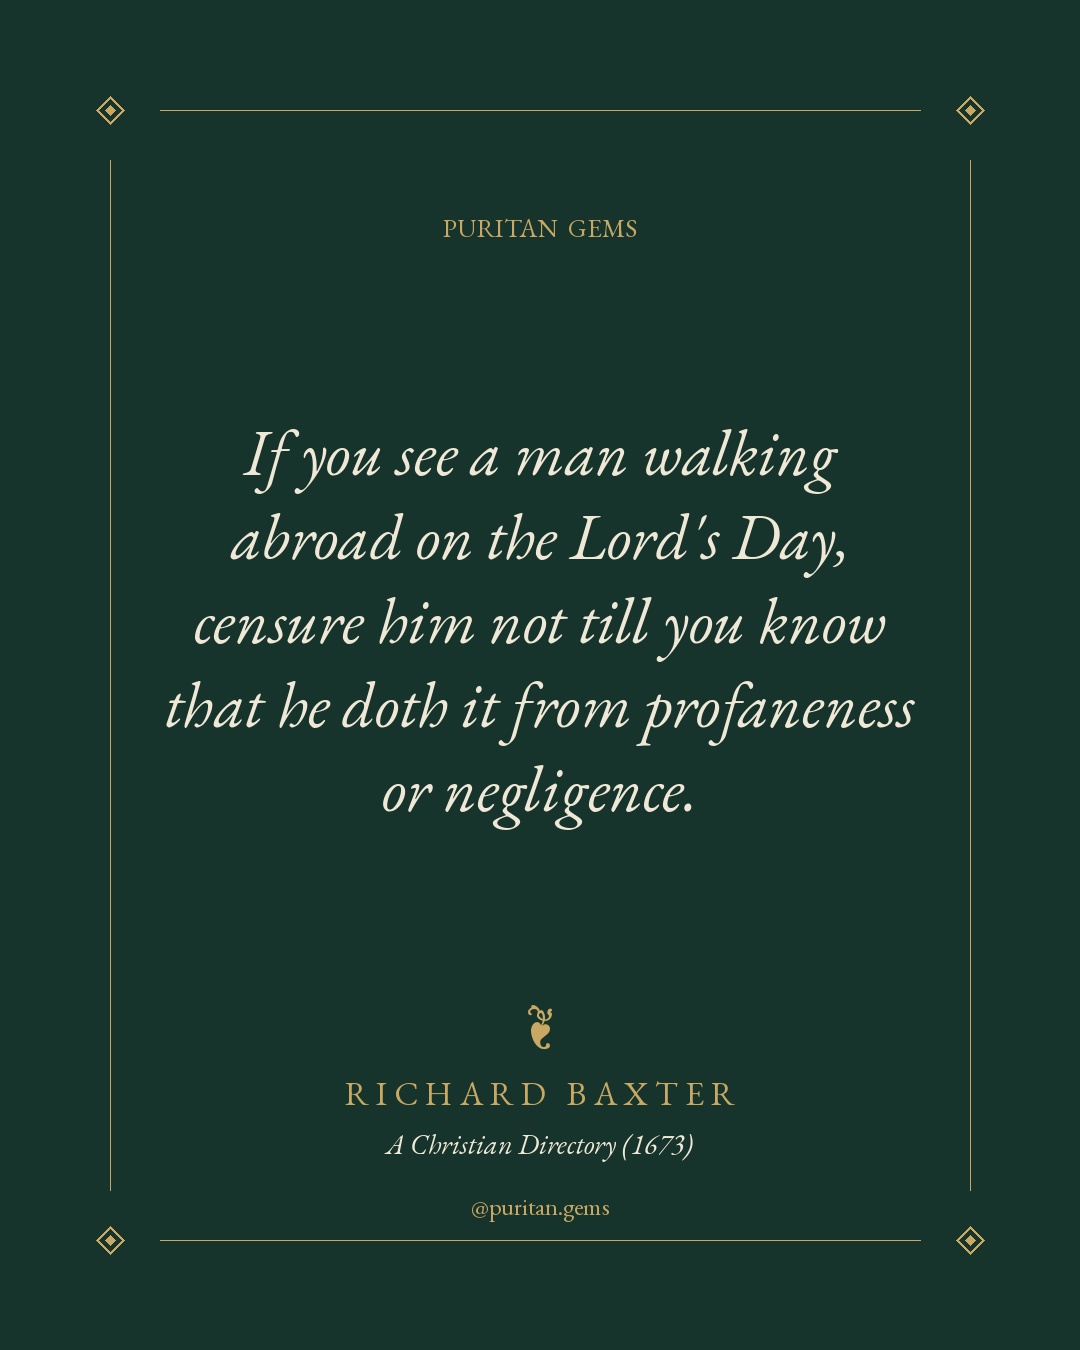 PURITAN GEMS
If you see a man walking
abroad on the Lord's Day,
censure him not till you know
that he doth it from profaneness
or negligence.
RICHARD BAXTER
A Christian Directory (1673)
@puritan.gems